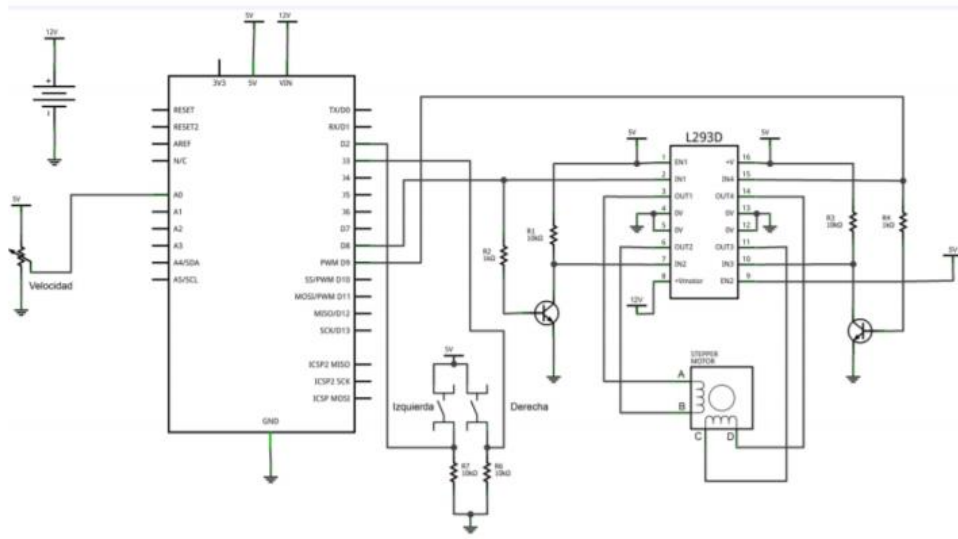 12V
+
-
5V
12V
3V3
5V
VIN
RESET
RESET2
AREF
N/C
A0
A1
A2
A3
A4/SDA
A5/SCL
TX/D0
RX/D1
D2
33
34
35
36
D7
D8
PWM D9
SS/PWM D10
MOSI/PWM D11
MISO/D12
SCK/D13
ICSP2 MISO
ICSP2 SCK
ICSP MOSI
GND
5V
Velocidad
5V
Izquierda
Derecha
R7
10kΩ
R6
10kΩ
R2
1kΩ
R1
10kΩ
5V
L293D
5V
1 EN1
2 IN1
3 OUT1
4 0V
5 0V
6 OUT2
7 IN2
8 +Vmotor
+V 16
IN4 15
OUT4 14
0V 13
0V 12
OUT3 11
IN3 10
EN2 9
12V
R3
10kΩ
R4
1kΩ
5V
STEPPER
MOTOR
A
B
C
D